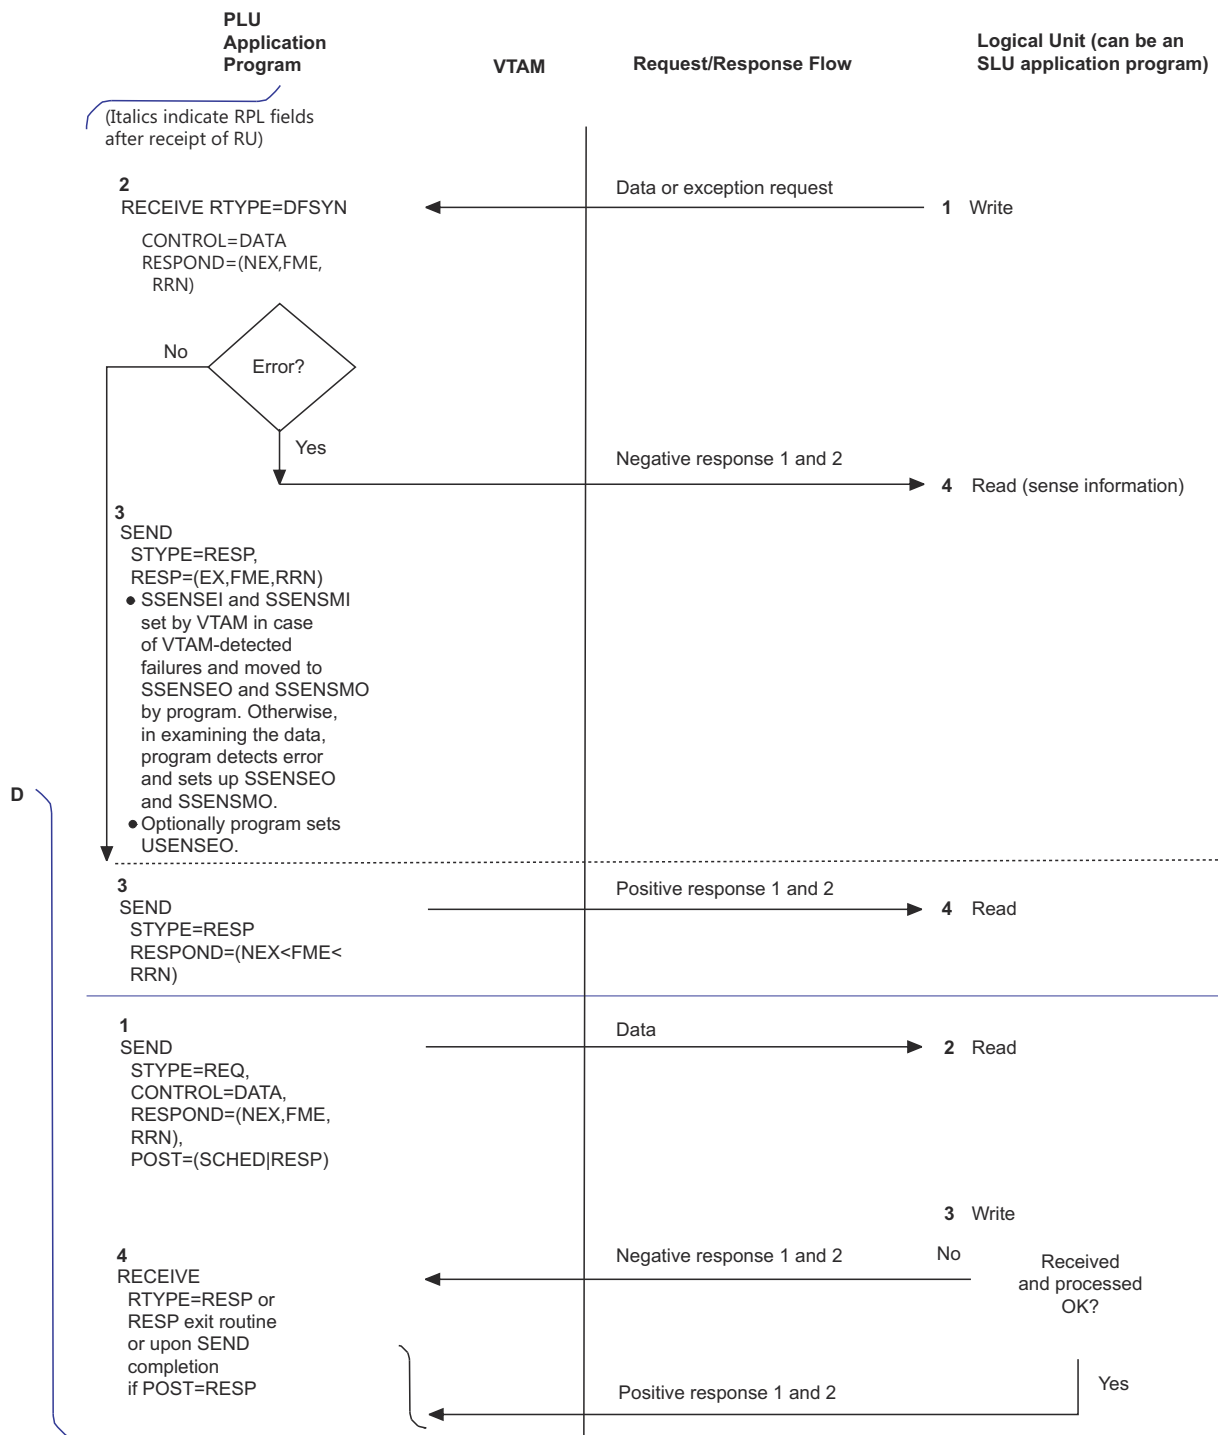 PLU
Application
Program
VTAM
Request/Response Flow
Logical Unit (can be an
SLU application program)
(Italics indicate RPL fields
after receipt of RU)
2
RECEIVE RTYPE=DFSYN
Data or exception request
1 Write
CONTROL=DATA
RESPOND=(NEX,FME,
RRN)
No
Error?
Yes
Negative response 1 and 2
4 Read (sense information)
3
SEND
STYPE=RESP,
RESP=(EX,FME,RRN)
● SSENSEI and SSENSMI
set by VTAM in case
of VTAM-detected
failures and moved to
SSENSEO and SSENSMO
by program. Otherwise,
in examining the data,
program detects error
and sets up SSENSEO
and SSENSMO.
● Optionally program sets
USENSEO.
D
3
SEND
STYPE=RESP
RESPOND=(NEX<FME<
RRN)
Positive response 1 and 2
4 Read
1
SEND
STYPE=REQ,
CONTROL=DATA,
RESPOND=(NEX,FME,
RRN),
POST=(SCHED|RESP)
Data
2 Read
3 Write
4
RECEIVE
RTYPE=RESP or
RESP exit routine
or upon SEND
completion
if POST=RESP
Negative response 1 and 2
No
Received
and processed
OK?
Yes
Positive response 1 and 2